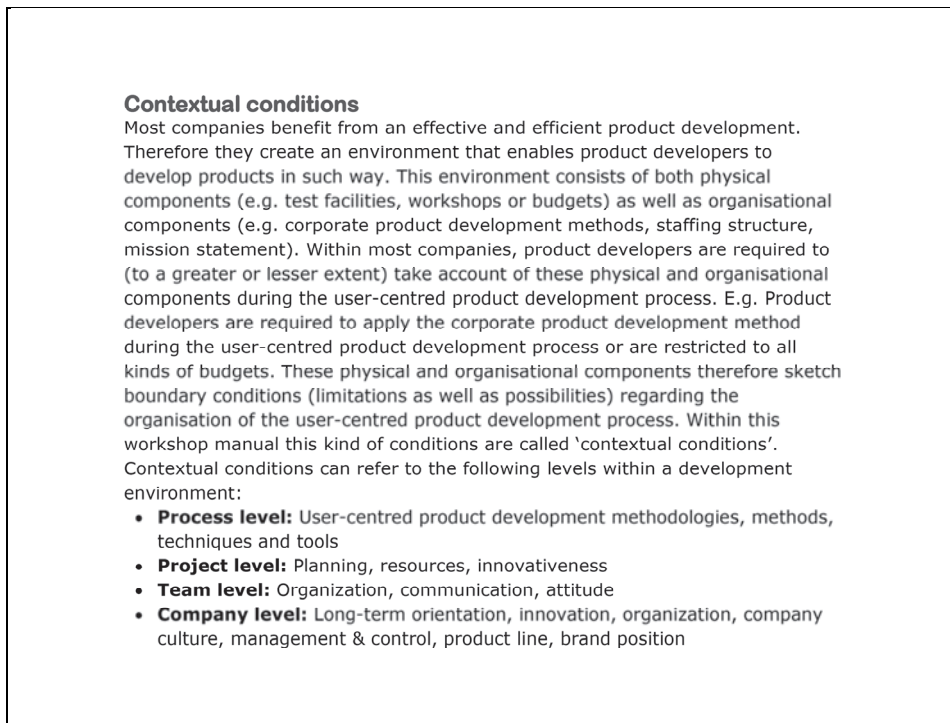 Contextual conditions
Most companies benefit from an effective and efficient product development.
Therefore they create an environment that enables product developers to
develop products in such way. This environment consists of both physical
components (e.g. test facilities, workshops or budgets) as well as organisational
components (e.g. corporate product development methods, staffing structure,
mission statement). Within most companies, product developers are required to
(to a greater or lesser extent) take account of these physical and organisational
components during the user-centred product development process. E.g. Product
developers are required to apply the corporate product development method
during the user-centred product development process or are restricted to all
kinds of budgets. These physical and organisational components therefore sketch
boundary conditions (limitations as well as possibilities) regarding the
organisation of the user-centred product development process. Within this
workshop manual this kind of conditions are called ‘contextual conditions’.
Contextual conditions can refer to the following levels within a development
environment:
• Process level: User-centred product development methodologies, methods,
techniques and tools
• Project level: Planning, resources, innovativeness
• Team level: Organization, communication, attitude
• Company level: Long-term orientation, innovation, organization, company
culture, management & control, product line, brand position